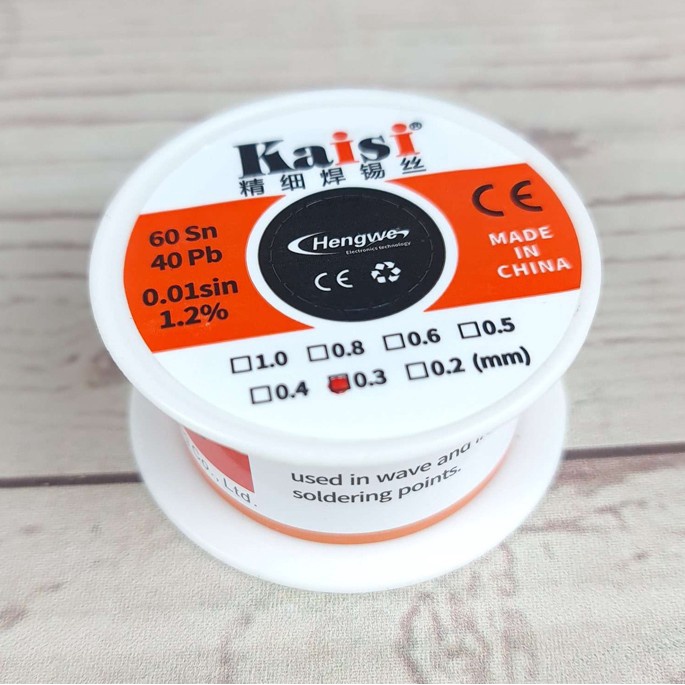 Kaisi®
精细焊锡丝
60 Sn
40 Pb
0.01sin
1.2%
Hengwe
Electronics technology
CE
CE
MADE
IN
CHINA
□1.0 □0.8 □0.6 □0.5
□0.4 0.3 □0.2 (mm)
Co., Ltd.
used in wave and
soldering points.